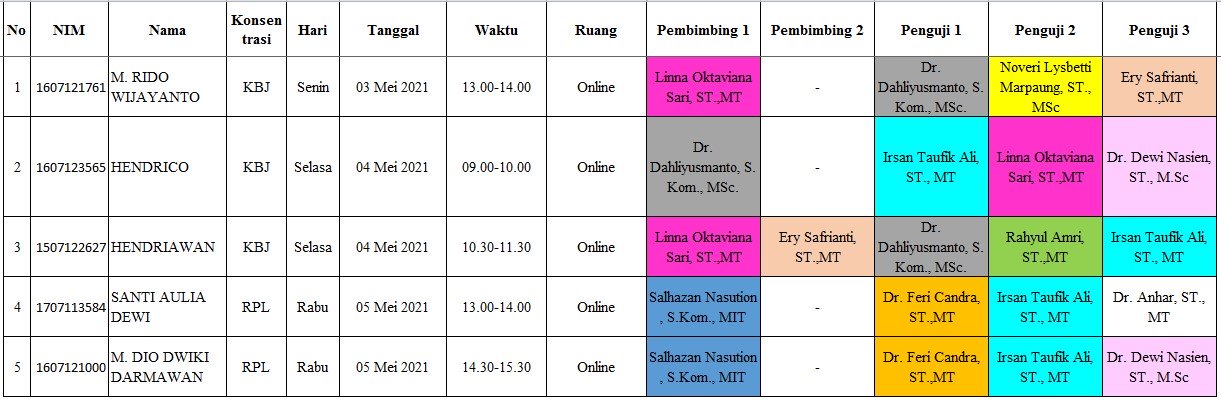 No NIM Nama Konsen trasi Hari Tanggal Waktu Ruang Pembimbing 1 Pembimbing 2 Penguji 1 Penguji 2 Penguji 3
1 1607121761 M. RIDO WIJAYANTO KBJ Senin 03 Mei 2021 13.00-14.00 Online Linna Oktaviana Sari, ST.,MT - Dr. Dahliyusmanto, S. Kom., MSc. Noveri Lysbetti Marpaung, ST., MSc Ery Safrianti, ST.,MT
2 1607123565 HENDRICO KBJ Selasa 04 Mei 2021 09.00-10.00 Online Dr. Dahliyusmanto, S. Kom., MSc. - Irsan Taufik Ali, ST., MT Linna Oktaviana Sari, ST.,MT Dr. Dewi Nasien, ST., M.Sc
3 1507122627 HENDRIAWAN KBJ Selasa 04 Mei 2021 10.30-11.30 Online Linna Oktaviana Sari, ST.,MT Ery Safrianti, ST.,MT Dr. Dahliyusmanto, S. Kom., MSc. Rahyul Amri, ST.,MT Irsan Taufik Ali, ST., MT
4 1707113584 SANTI AULIA DEWI RPL Rabu 05 Mei 2021 13.00-14.00 Online Salhazan Nasution , S.Kom., MIT - Dr. Feri Candra, ST.,MT Irsan Taufik Ali, ST., MT Dr. Anhar, ST., MT
5 1607121000 M. DIO DWIKI DARMAWAN RPL Rabu 05 Mei 2021 14.30-15.30 Online Salhazan Nasution , S.Kom., MIT - Dr. Feri Candra, ST.,MT Irsan Taufik Ali, ST., MT Dr. Dewi Nasien, ST., M.Sc